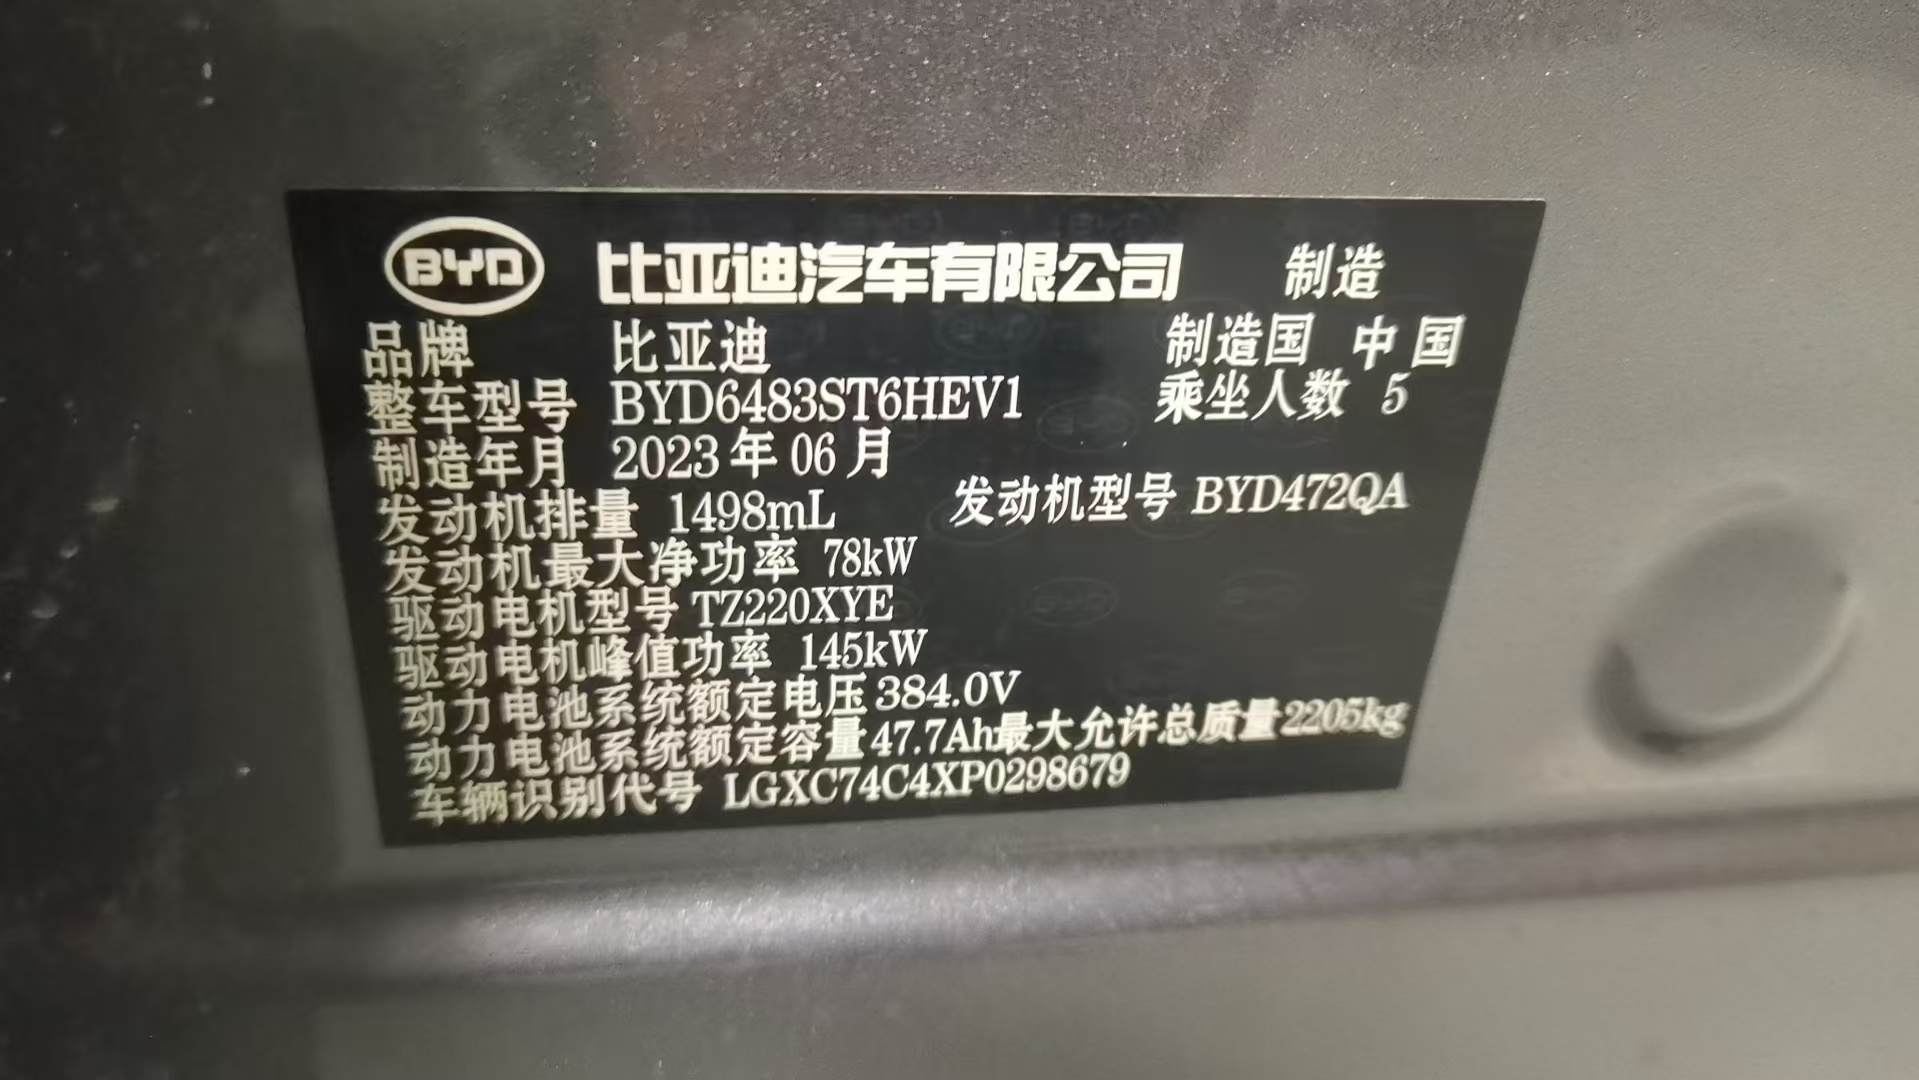 BYD 比亚迪汽车有限公司 制造
品牌 比亚迪 制造国 中国
整车型号 BYD6483ST6HEV1 乘坐人数 5
制造年月 2023年06月
发动机排量 1498mL 发动机型号 BYD472QA
发动机最大净功率 78kW
驱动电机型号 TZ220XYE
驱动电机峰值功率 145kW
动力电池系统额定电压 384.0V
动力电池系统额定容量 47.7Ah 最大允许总质量 2205kg
车辆识别代号 LGXC74C4XP0298679